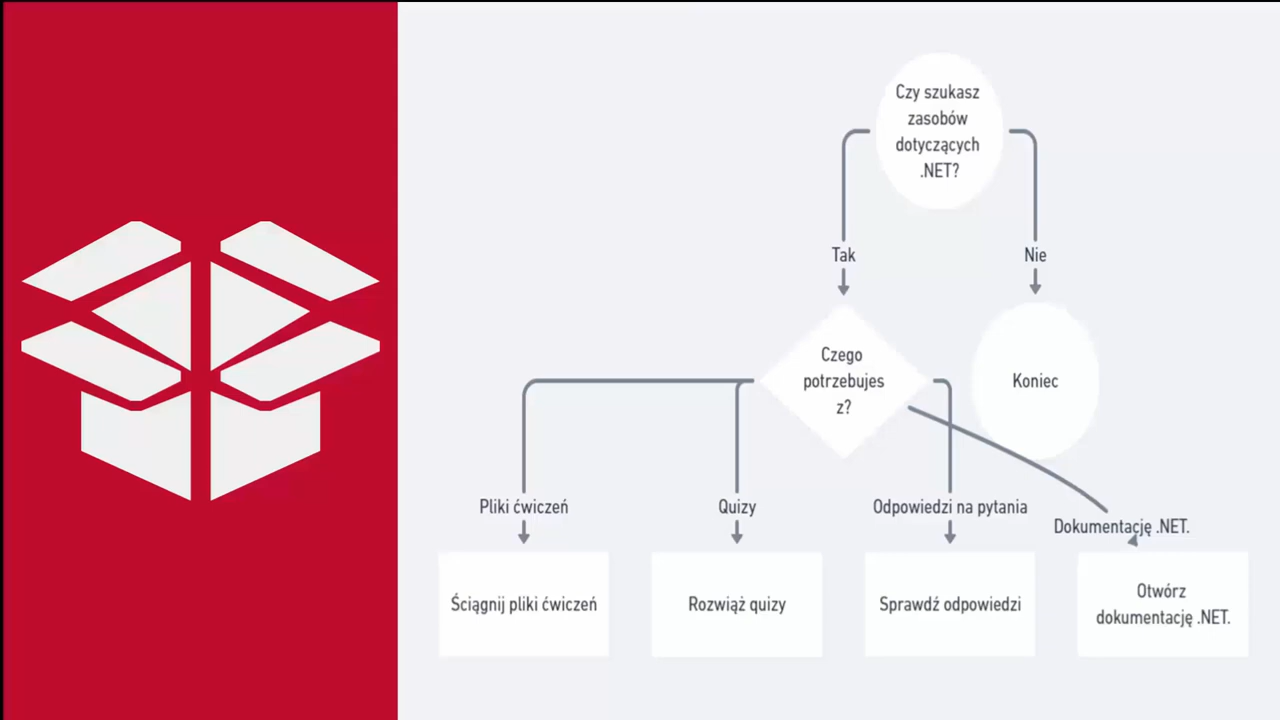 Czy szukasz
zasobów
dotyczących
.NET?
Tak
Nie
Czego
potrzebujes
z?
Koniec
Pliki ćwiczeń
Quizy
Odpowiedzi na pytania
Dokumentację .NET.
Ściągnij pliki ćwiczeń
Rozwiąż quizy
Sprawdź odpowiedzi
Otwórz
dokumentację .NET.